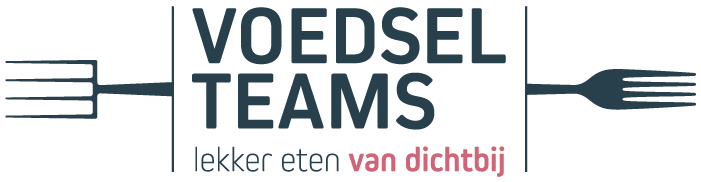 VOEDSEL
TEAMS
lekker eten van dichtbij